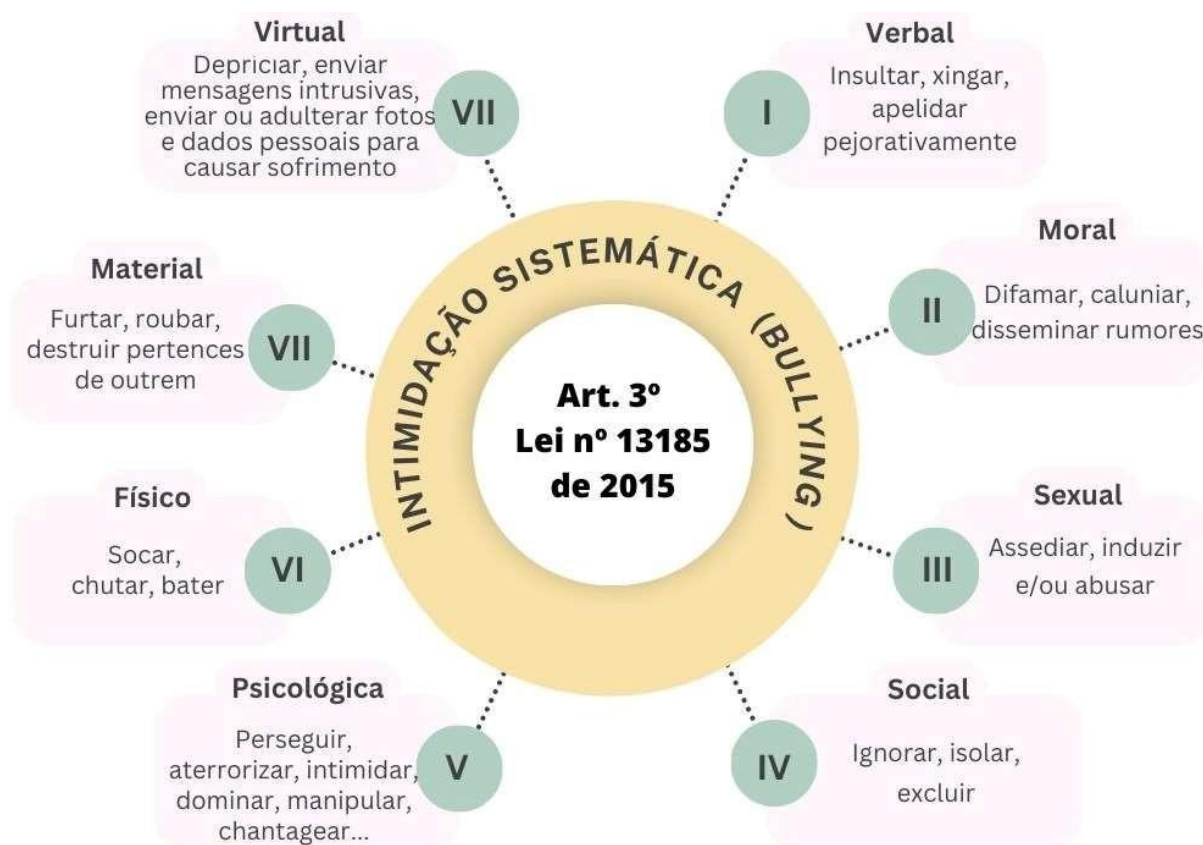 Virtual
Depriciar, enviar
mensagens intrusivas,
enviar ou adulterar fotos
e dados pessoais para
causar sofrimento
VII
Verbal
I
Insultar, xingar,
apelidar
pejorativamente
Material
Furtar, roubar,
destruir pertences
de outrem
VII
Moral
II
Difamar, caluniar,
disseminar rumores
INTIMIDAÇÃO SISTEMÁTICA (BULLYING)
Art. 3º
Lei nº 13185
de 2015
Físico
Socar,
chutar, bater
VI
Sexual
III
Assediar, induzir
e/ou abusar
Psicológica
Perseguir,
aterrorizar, intimidar,
dominar, manipular,
chantagear...
V
Social
IV
Ignorar, isolar,
excluir